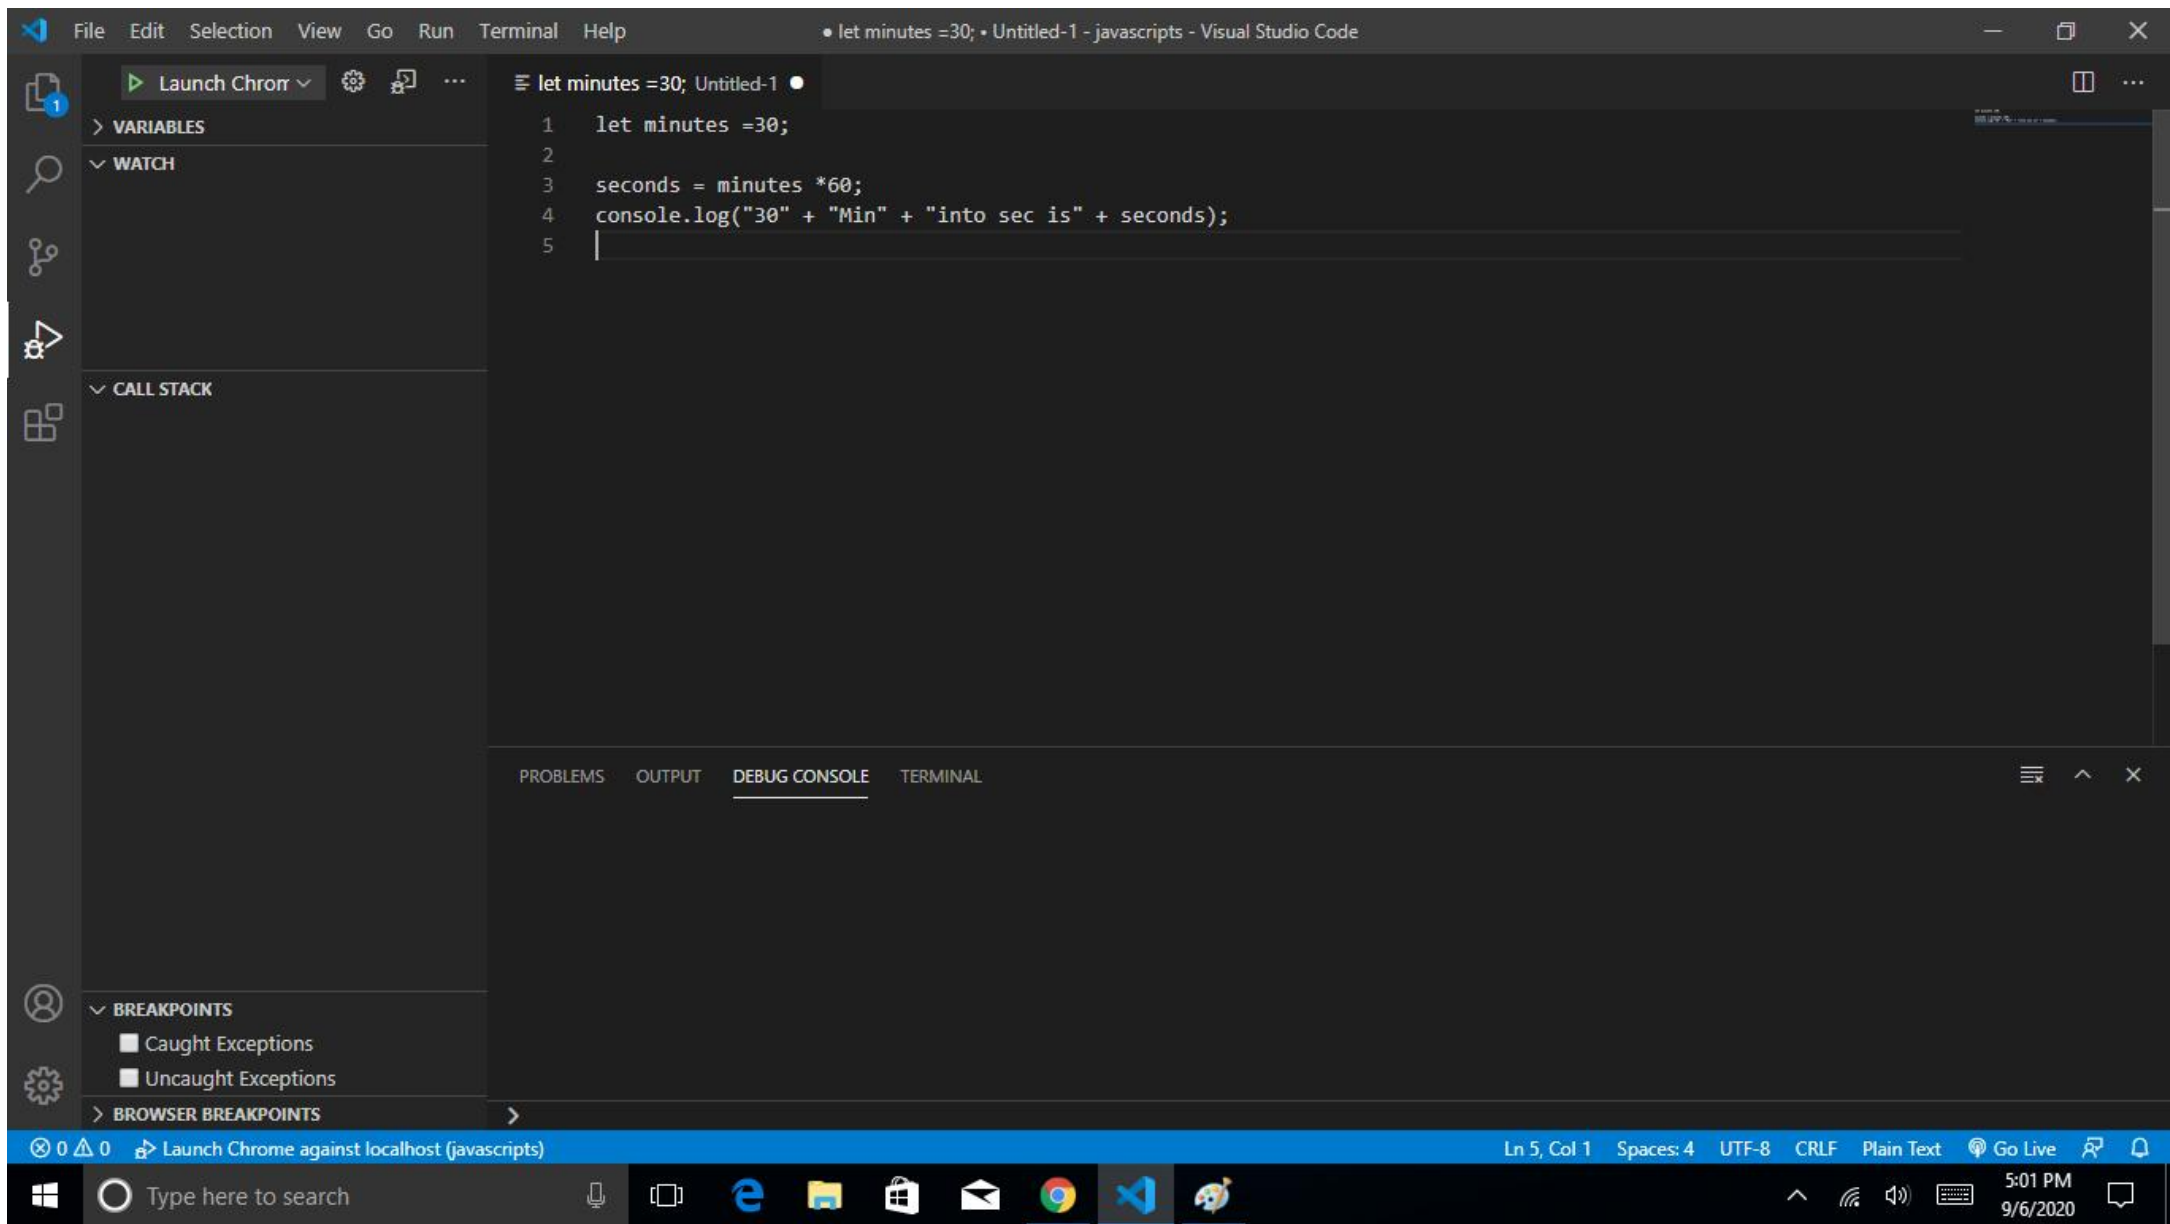 File Edit Selection View Go Run Terminal Help
● let minutes =30; • Untitled-1 - javascripts - Visual Studio Code
1
Launch Chrom
···
let minutes =30; Untitled-1 ●
···
VARIABLES
WATCH
CALL STACK
BREAKPOINTS
Caught Exceptions
Uncaught Exceptions
BROWSER BREAKPOINTS
1 let minutes =30;
2
3 seconds = minutes *60;
4 console.log("30" + "Min" + "into sec is" + seconds);
5
PROBLEMS OUTPUT DEBUG CONSOLE TERMINAL
>
0 0 Launch Chrome against localhost (javascripts)
Ln 5, Col 1 Spaces: 4 UTF-8 CRLF Plain Text Go Live
Type here to search
5:01 PM
9/6/2020